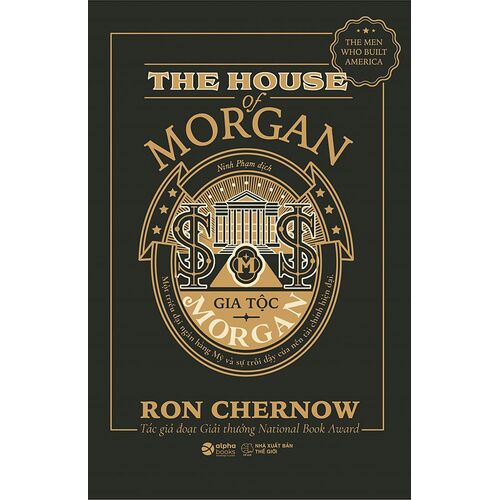 THE MEN
WHO BUILT
AMERICA
THE HOUSE
of
MORGAN
Ninh Phạm dịch
M
GIA TỘC
MORGAN
Một triều đại ngân hàng Mỹ và sự trỗi dậy của nền tài chính hiện đại.
RON CHERNOW
Tác giả đoạt Giải thưởng National Book Award
alpha
books
NHÀ XUẤT BẢN
THẾ GIỚI